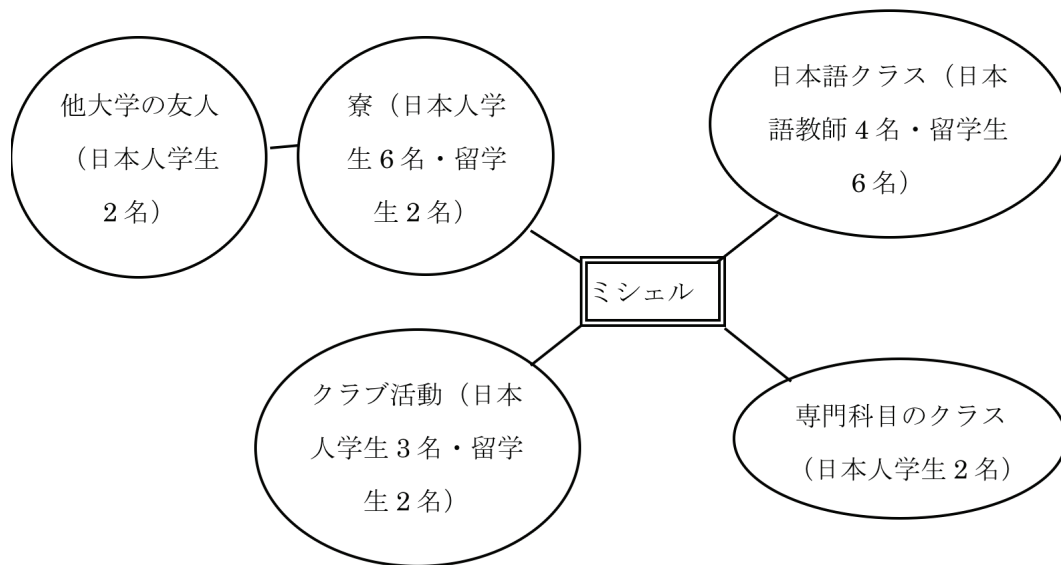 他大学の友人
(日本人学生
2名)
寮(日本人学
生6名・留学
生2名)
日本語クラス(日本
語教師4名・留学生
6名)
ミシェル
クラブ活動(日本
人学生3名・留学
生2名)
専門科目のクラス
(日本人学生2名)